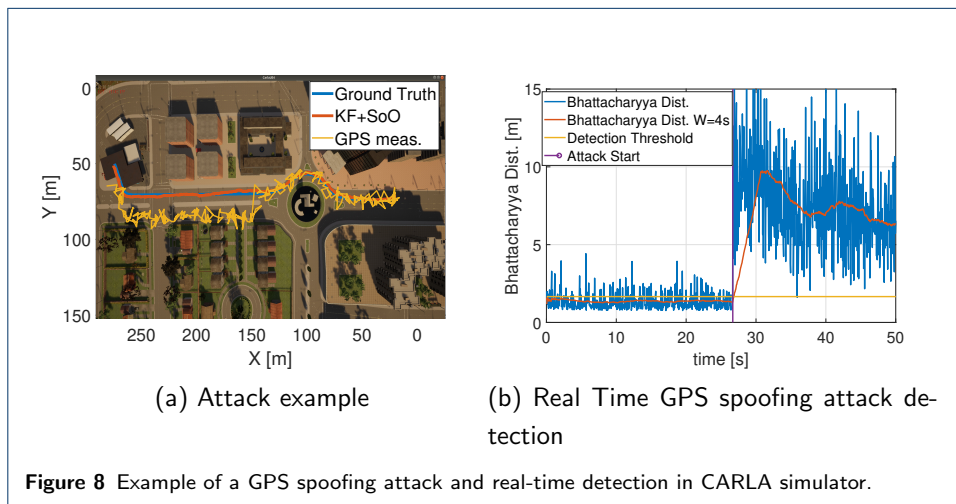 0
50
100
150
Y [m]
250
200
150
100
50
0
X [m]
Ground Truth
KF+SoO
GPS meas.
(a) Attack example
15
10
5
0
Bhattacharyya Dist. [m]
Bhattacharyya Dist.
Bhattacharyya Dist. W=4s
Detection Threshold
Attack Start
0
10
20
30
40
50
time [s]
(b) Real Time GPS spoofing attack de-
tection
Figure 8 Example of a GPS spoofing attack and real-time detection in CARLA simulator.